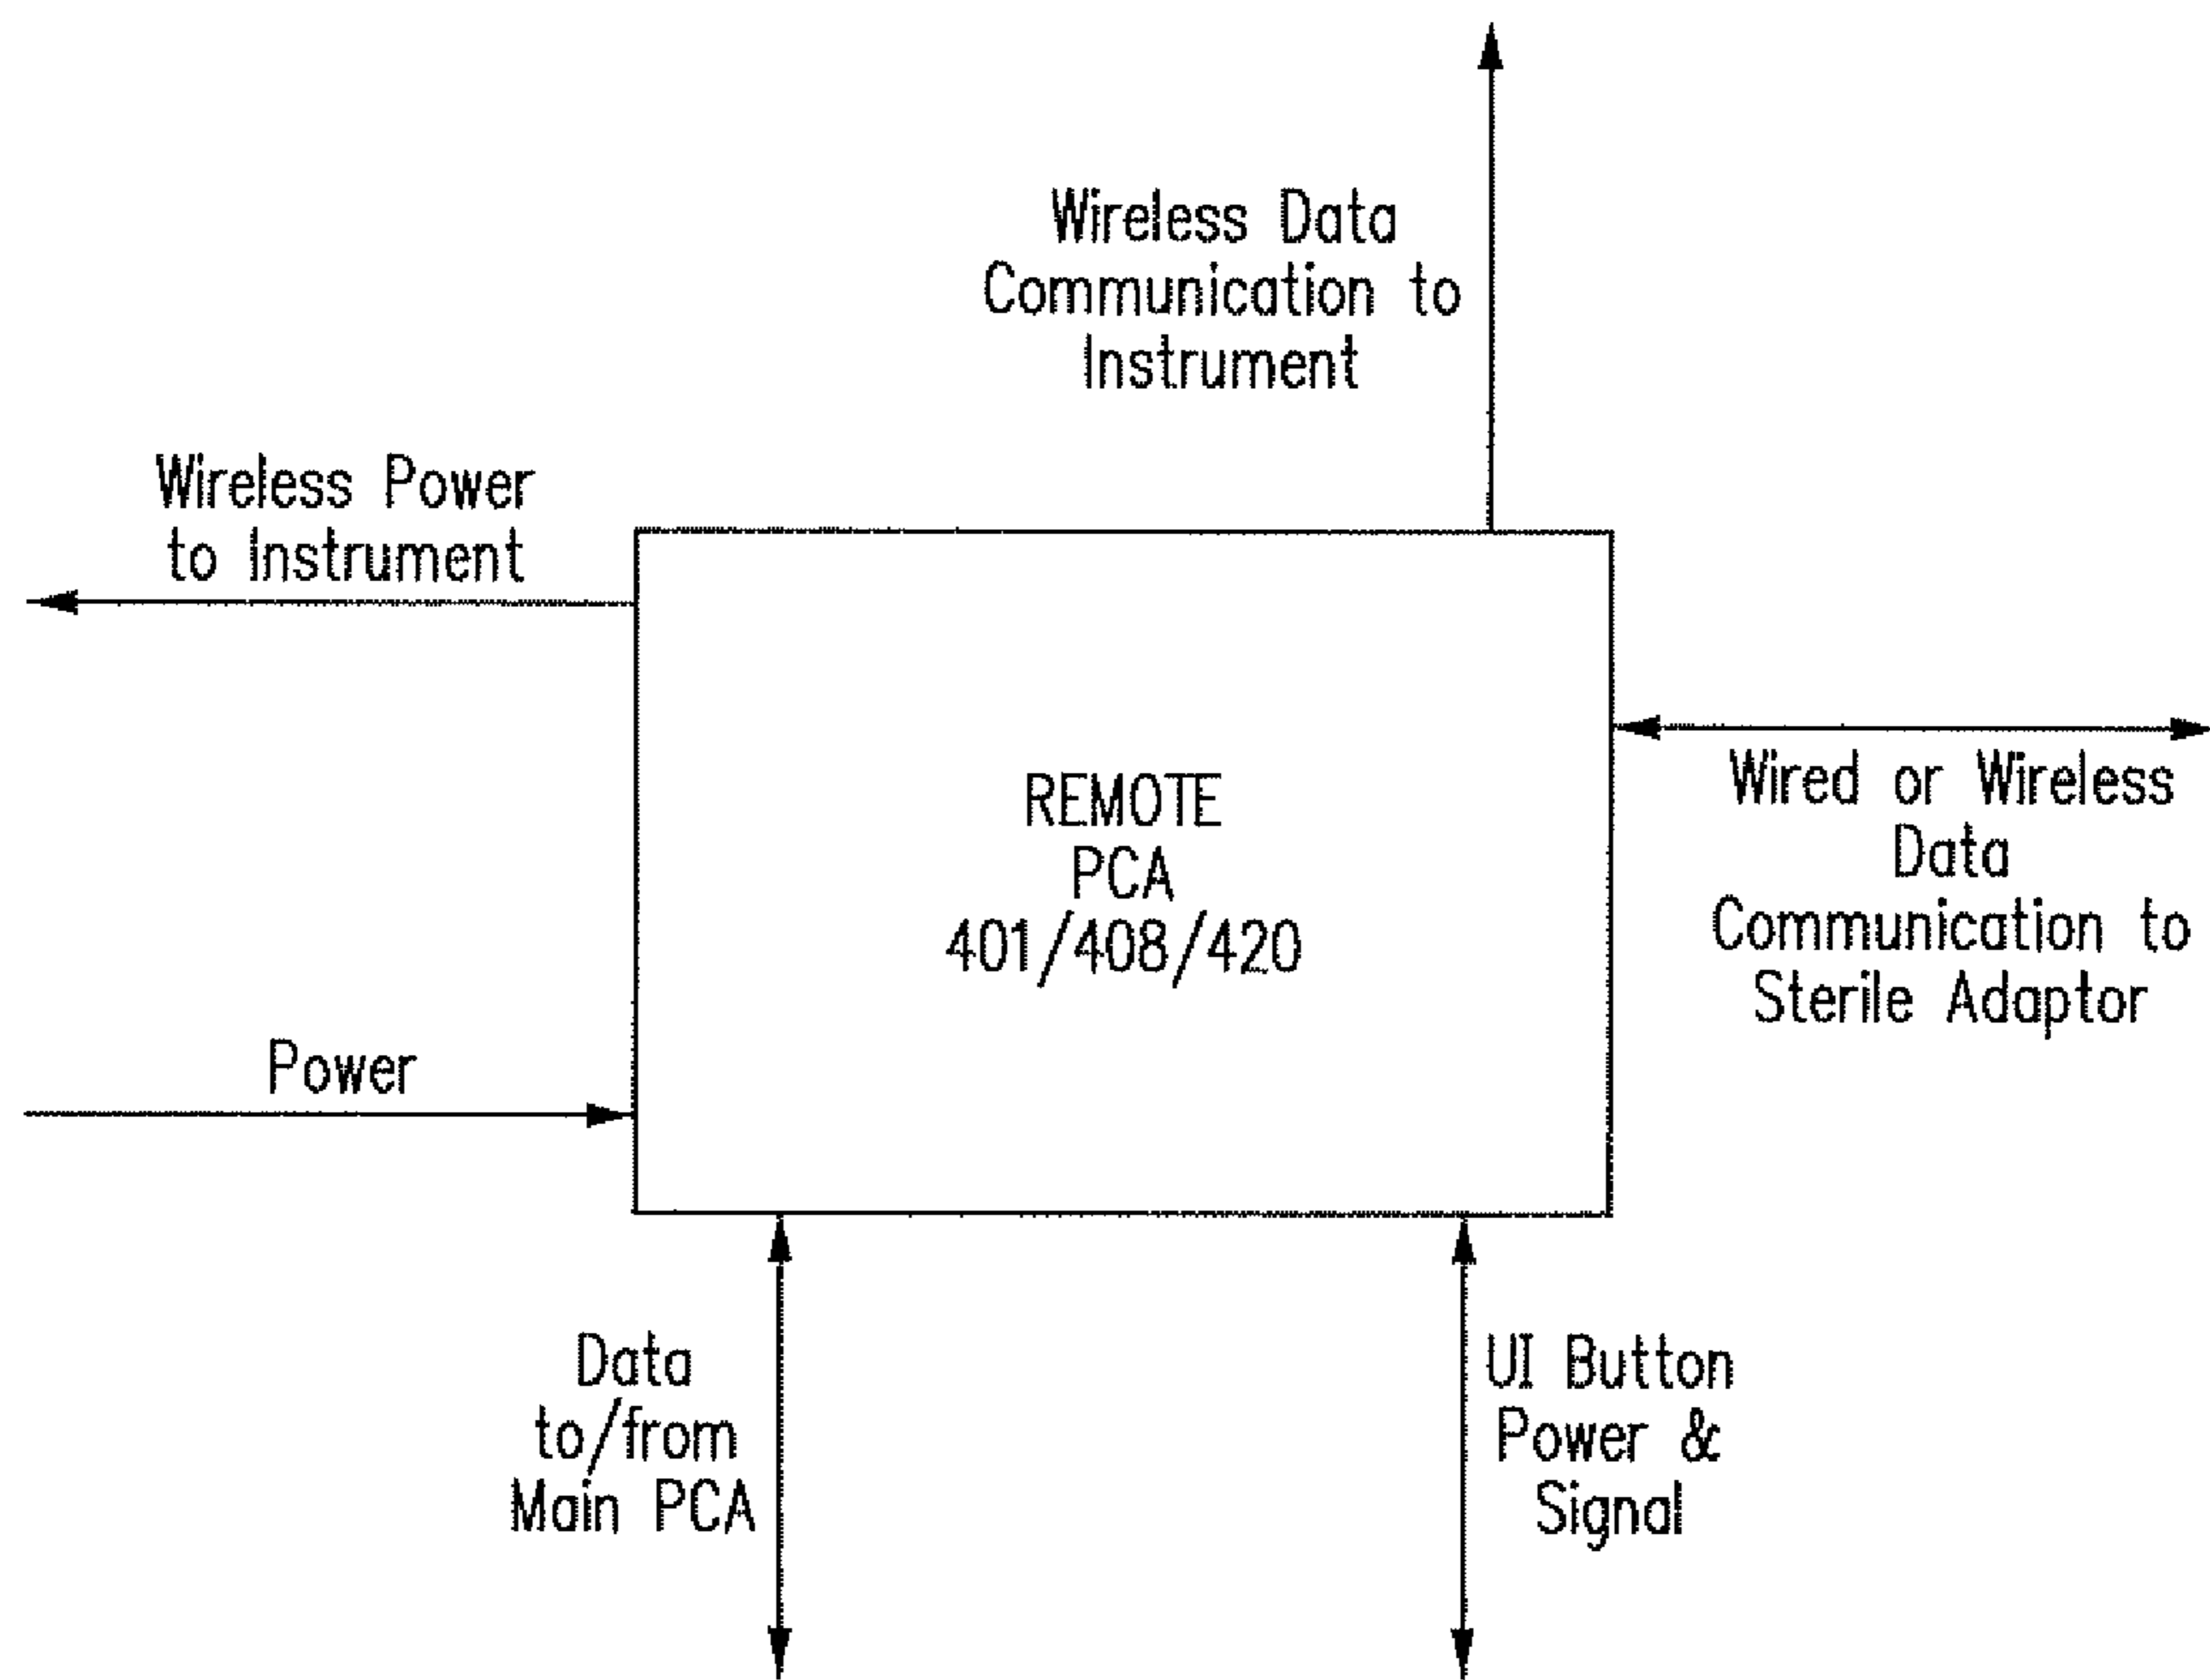 Wireless Data
Communication to
Instrument
Wireless Power
to Instrument
REMOTE
PCA
401/408/420
Wired or Wireless
Data
Communication to
Sterile Adaptor
Power
Data
to/from
Main PCA
UI Button
Power &
Signal